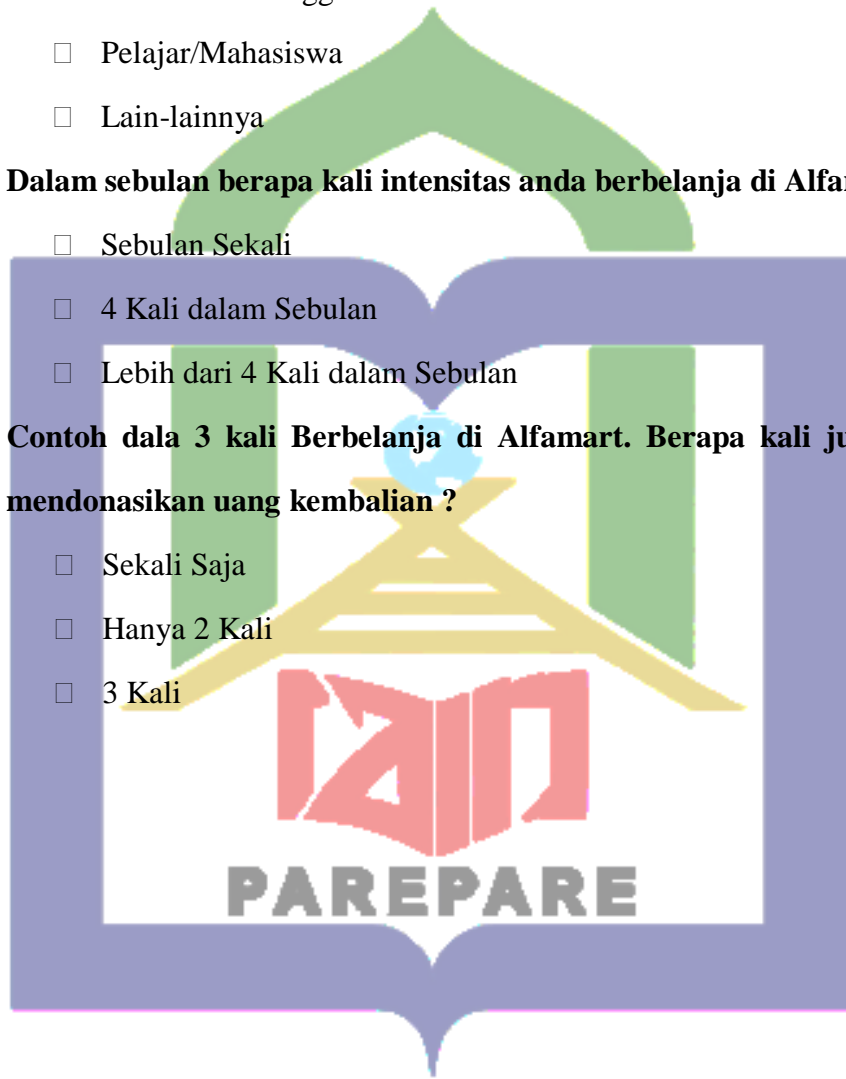 ☐ Pelajar/Mahasiswa
☐ Lain-lainnya
Dalam sebulan berapa kali intensitas anda berbelanja di
☐ Sebulan Sekali
☐ 4 Kali dalam Sebulan
☐ Lebih dari 4 Kali dalam Sebulan
Contoh dala 3 kali Berbelanja di Alfamart. Berapa kali
mendonasikan uang kembalian ?
☐ Sekali Saja
☐ Hanya 2 Kali
☐ 3 Kali
iain
PAREPARE